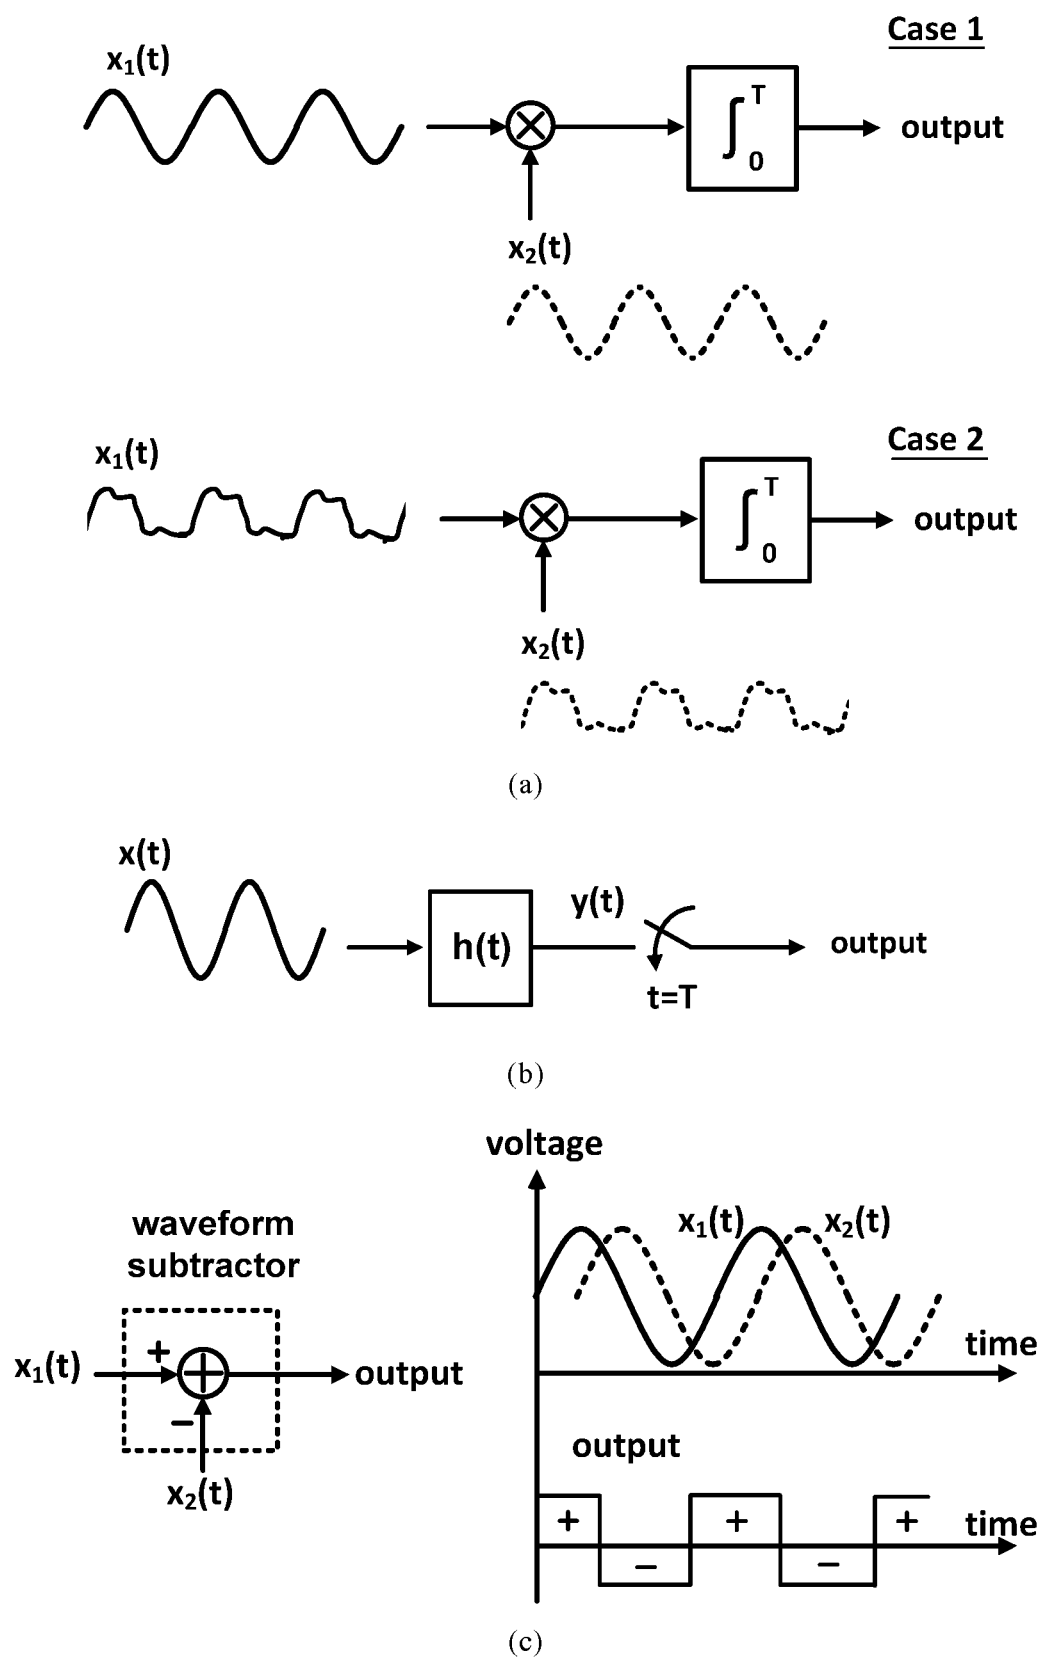 Case 1
x₁(t)
∫₀ᵀ
output
x₂(t)
Case 2
x₁(t)
∫₀ᵀ
output
x₂(t)
(a)
x(t)
h(t)
y(t)
output
t=T
(b)
voltage
waveform
subtractor
x₁(t)
x₂(t)
+
x₁(t)
output
−
x₂(t)
time
output
+ + +
time
− −
(c)